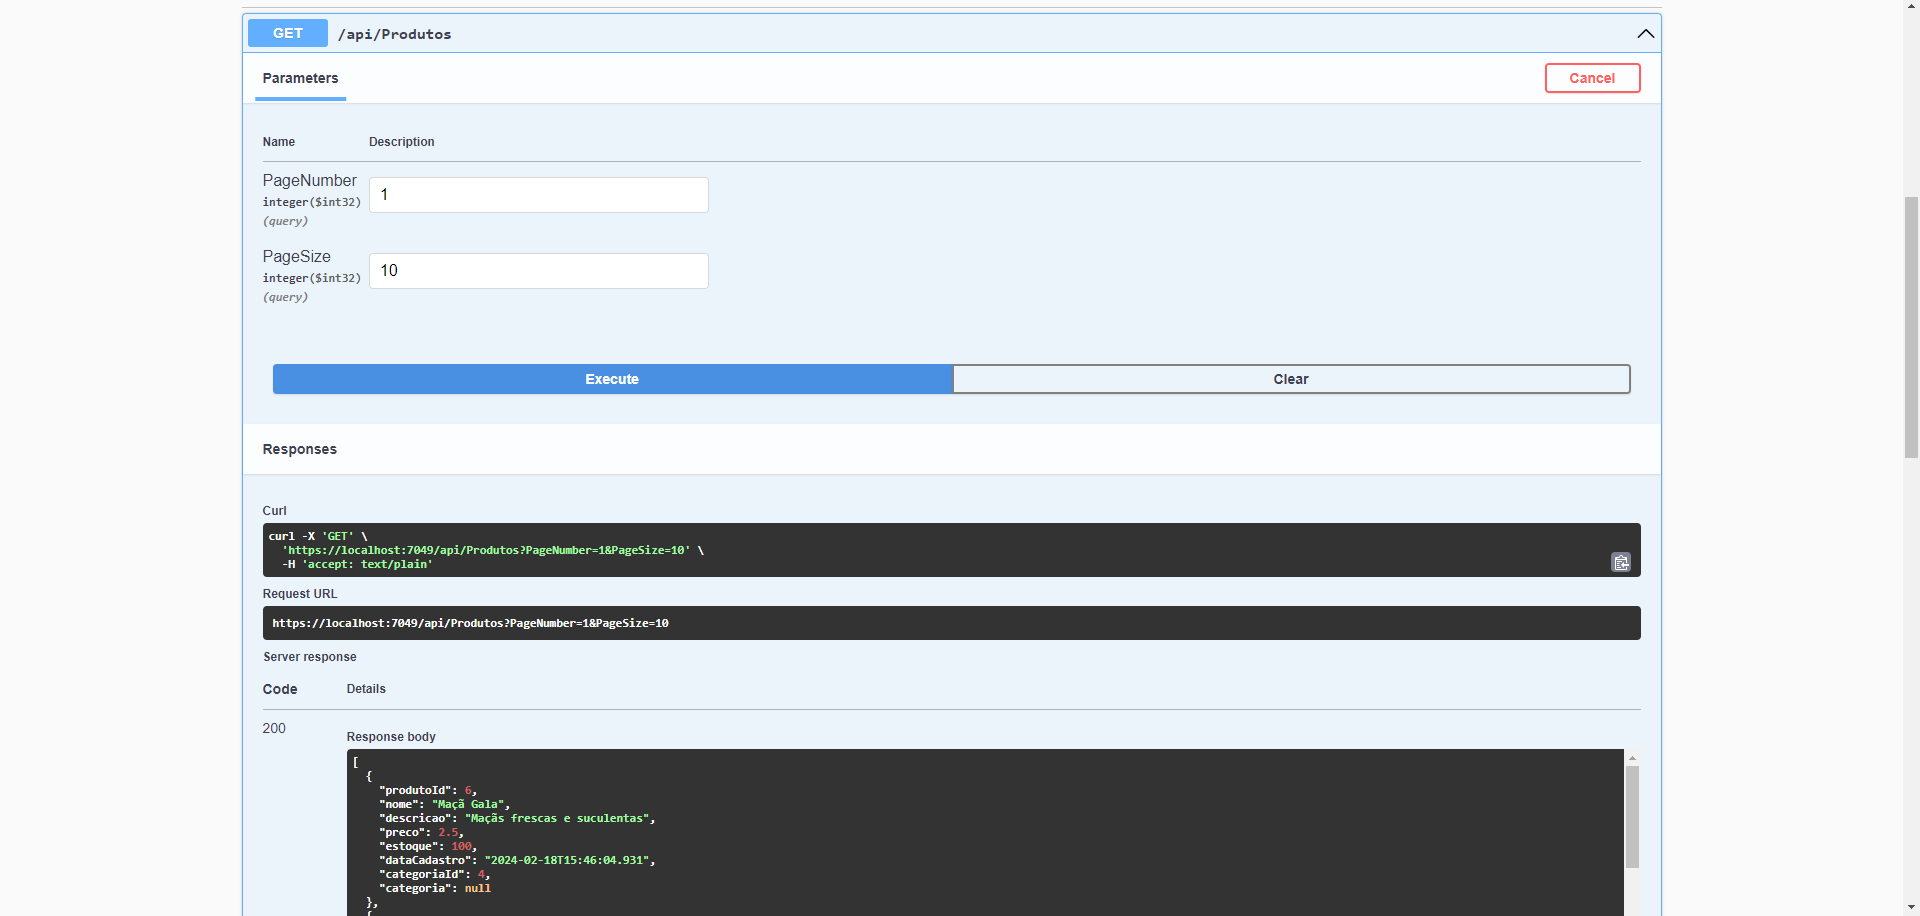 GET /api/Produtos
Parameters Cancel
Name Description
PageNumber
integer($int32)
(query)
1
PageSize
integer($int32)
(query)
10
Execute Clear
Responses
Curl
curl -X 'GET' \
'https://localhost:7049/api/Produtos?PageNumber=1&PageSize=10' \
-H 'accept: text/plain'
Request URL
https://localhost:7049/api/Produtos?PageNumber=1&PageSize=10
Server response
Code Details
200
Response body
[
{
"produtoId": 6,
"nome": "Maçã Gala",
"descricao": "Maçãs frescas e suculentas",
"preco": 2.5,
"estoque": 100,
"dataCadastro": "2024-02-18T15:46:04.931",
"categoriaId": 4,
"categoria": null
},
{